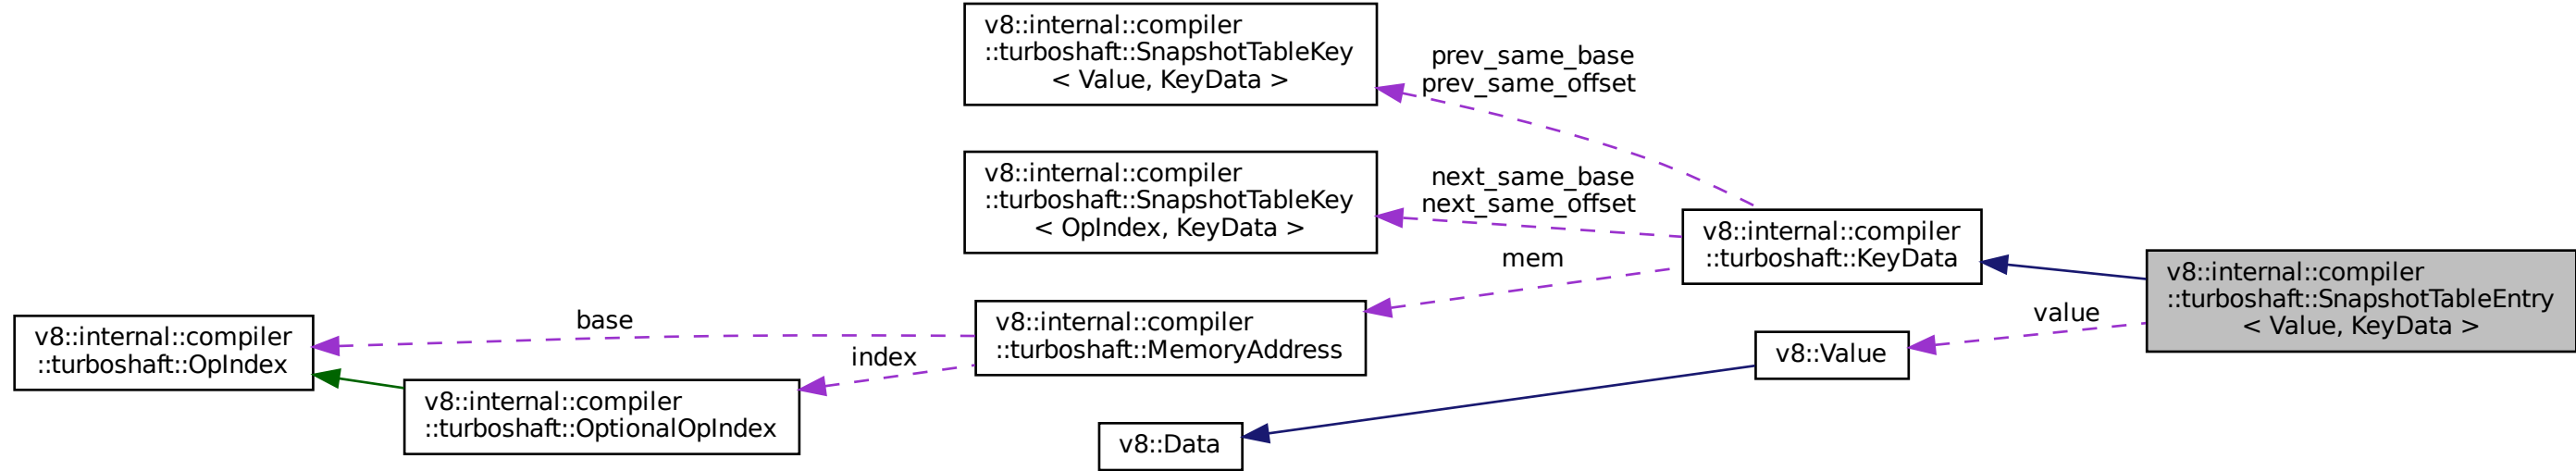 v8::internal::compiler
::turboshaft::SnapshotTableKey
< Value, KeyData >
prev_same_base
prev_same_offset
v8::internal::compiler
::turboshaft::SnapshotTableKey
< OpIndex, KeyData >
next_same_base
next_same_offset
v8::internal::compiler
::turboshaft::KeyData
mem
v8::internal::compiler
::turboshaft::SnapshotTableEntry
< Value, KeyData >
value
v8::internal::compiler
::turboshaft::OpIndex
base
v8::internal::compiler
::turboshaft::MemoryAddress
index
v8::Value
v8::internal::compiler
::turboshaft::OptionalOpIndex
v8::Data